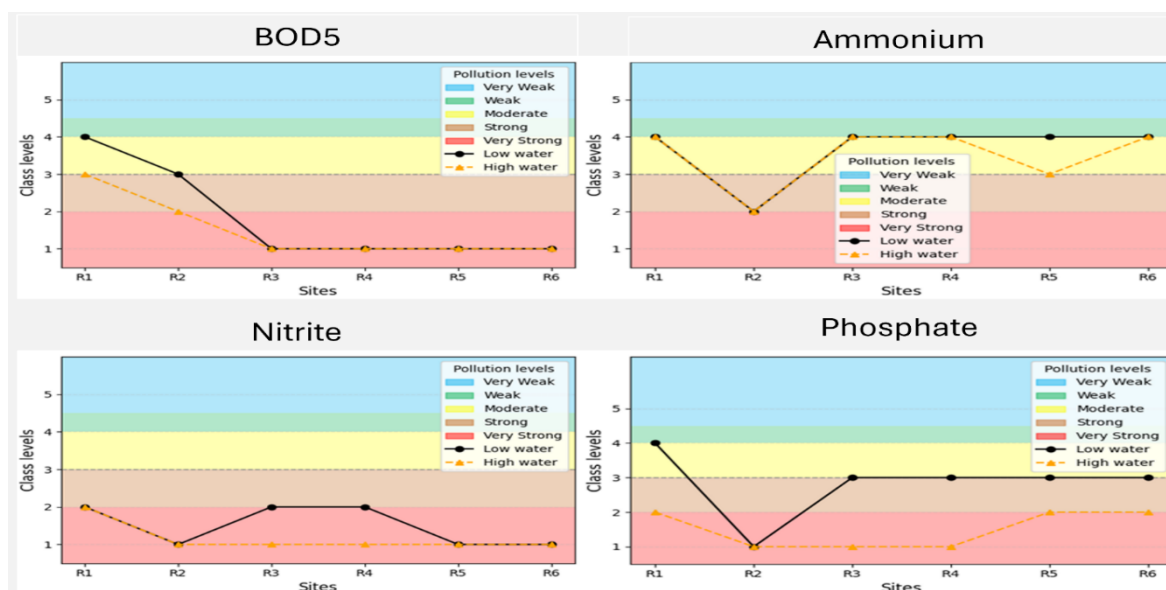 BOD5
Pollution levels
Very Weak
Weak
Moderate
Strong
Very Strong
Low water
High water
Class levels
5
4
3
2
1
R1 R2 R3 R4 R5 R6
Sites
Ammonium
Class levels
5
4
3
2
1
Pollution levels
Very Weak
Weak
Moderate
Strong
Very Strong
Low water
High water
R1 R2 R3 R4 R5 R6
Sites
Nitrite
Pollution levels
Very Weak
Weak
Moderate
Strong
Very Strong
Low water
High water
Class levels
5
4
3
2
1
R1 R2 R3 R4 R5 R6
Sites
Phosphate
Pollution levels
Very Weak
Weak
Moderate
Strong
Very Strong
Low water
High water
Class levels
5
4
3
2
1
R1 R2 R3 R4 R5 R6
Sites